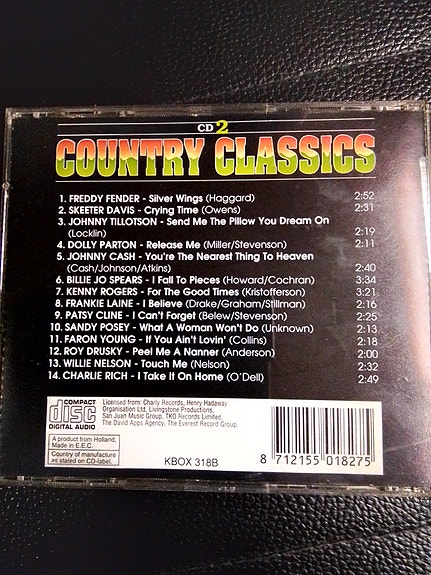 CD 2
COUNTRY CLASSICS
1. FREDDY FENDER - Silver Wings (Haggard) 2:52
2. SKEETER DAVIS - Crying Time (Owens) 2:31
3. JOHNNY TILLOTSON - Send Me The Pillow You Dream On
(Locklin) 2:19
4. DOLLY PARTON - Release Me (Miller/Stevenson) 2:11
5. JOHNNY CASH - You're The Nearest Thing To Heaven
(Cash/Johnson/Atkins) 2:40
6. BILLIE JO SPEARS - I Fall To Pieces (Howard/Cochran) 3:34
7. KENNY ROGERS - For The Good Times (Kristofferson) 3:21
8. FRANKIE LAINE - I Believe (Drake/Graham/Stillman) 2:16
9. PATSY CLINE - I Can't Forget (Belew/Stevenson) 2:25
10. SANDY POSEY - What A Woman Won't Do (Unknown) 2:13
11. FARON YOUNG - If You Ain't Lovin' (Collins) 2:18
12. ROY DRUSKY - Peel Me A Nanner (Anderson) 2:00
13. WILLIE NELSON - Touch Me (Nelson) 2:32
14. CHARLIE RICH - I Take It On Home (O'Dell) 2:49
COMPACT
disc
DIGITAL AUDIO
Licensed from: Charly Records, Henry Hadaway
Organisation Ltd, Livingstone Productions,
San Juan Music Group, TKO Records Limited,
The David Apps Agency, The Everest Record Group.
A product from Holland,
Made in E.E.C.
Country of manufacture
as stated on CD-label.
KBOX 318B
8 712155 018275